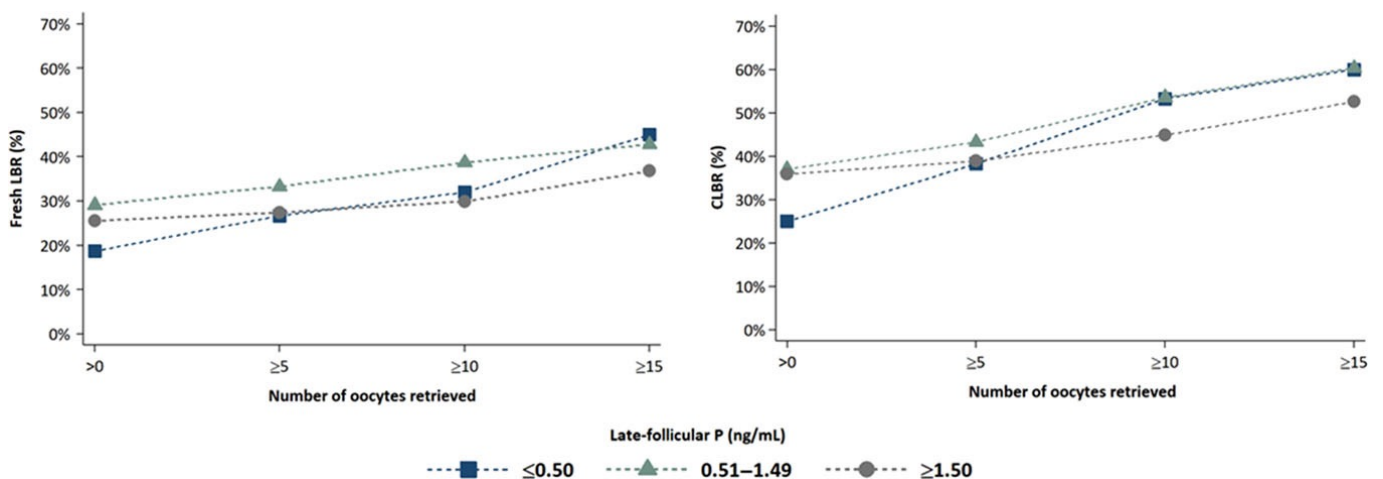 70%
60%
50%
40%
30%
20%
10%
0%
Fresh LBR (%)
>0 ≥5 ≥10 ≥15
Number of oocytes retrieved
70%
60%
50%
40%
30%
20%
10%
0%
CLBR (%)
>0 ≥5 ≥10 ≥15
Number of oocytes retrieved
Late-follicular P (ng/mL)
≤0.50 0.51–1.49 ≥1.50